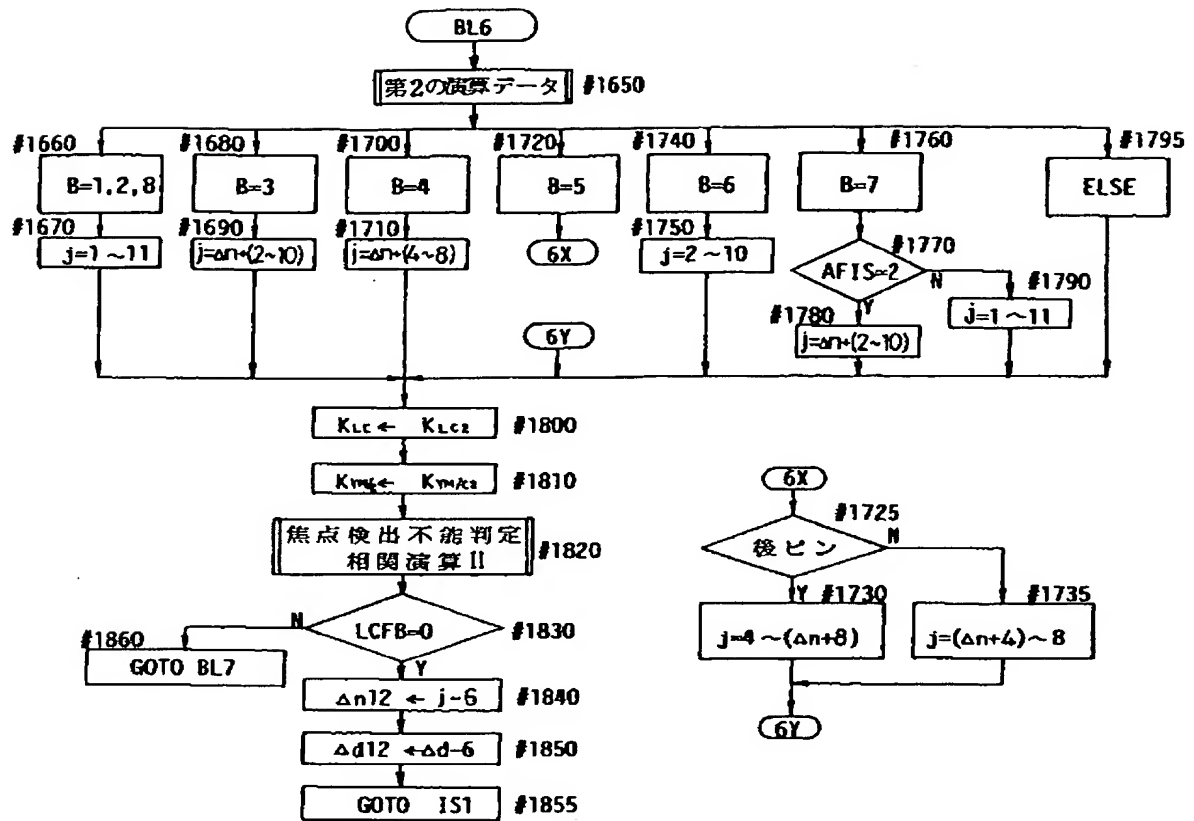 BL6
第2の演算データ #1650
#1660 #1680 #1700 #1720 #1740 #1760 #1795
B=1,2,8 B=3 B=4 B=5 B=6 B=7 ELSE
#1670 #1690 #1710 #1750 #1770
j=1~11 j=Δn+(2~10) j=Δn+(4~8) 6X j=2~10 AFIS=2 N #1790
Y j=1~11
#1780
6Y j=Δn+(2~10)
KLC← KLC2 #1800
KYM/C← KYM/C2 #1810
焦点検出不能判定
相関演算II #1820
LCFB=0 #1830
N
#1860
GOTO BL7
Y
Δn12 ← j-6 #1840
Δd12 ←Δd-6 #1850
GOTO IS1 #1855
6X
#1725
後ピン N
Y #1730 #1735
j=4~(Δn+8) j=(Δn+4)~8
6Y